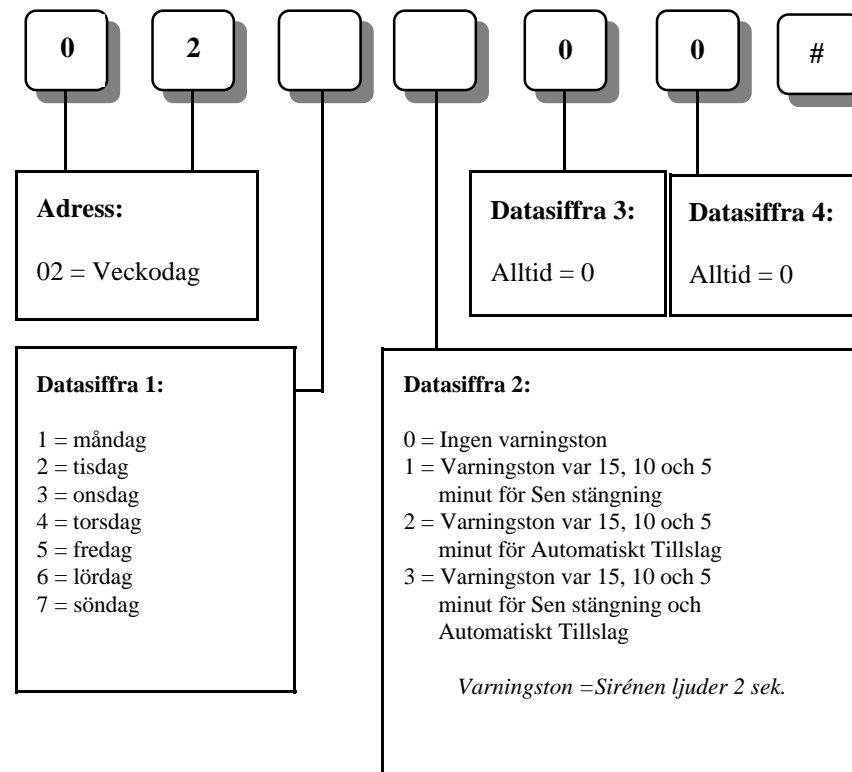 0 2 0 0 #
Adress:
02 = Veckodag
Datasiffra 3:
Alltid = 0
Datasiffra 4:
Alltid = 0
Datasiffra 1:
1 = måndag
2 = tisdag
3 = onsdag
4 = torsdag
5 = fredag
6 = lördag
7 = söndag
Datasiffra 2:
0 = Ingen varningston
1 = Varningston var 15, 10 och 5
minut för Sen stängning
2 = Varningston var 15, 10 och 5
minut för Automatiskt Tillslag
3 = Varningston var 15, 10 och 5
minut för Sen stängning och
Automatiskt Tillslag
Varningston =Sirénen ljuder 2 sek.